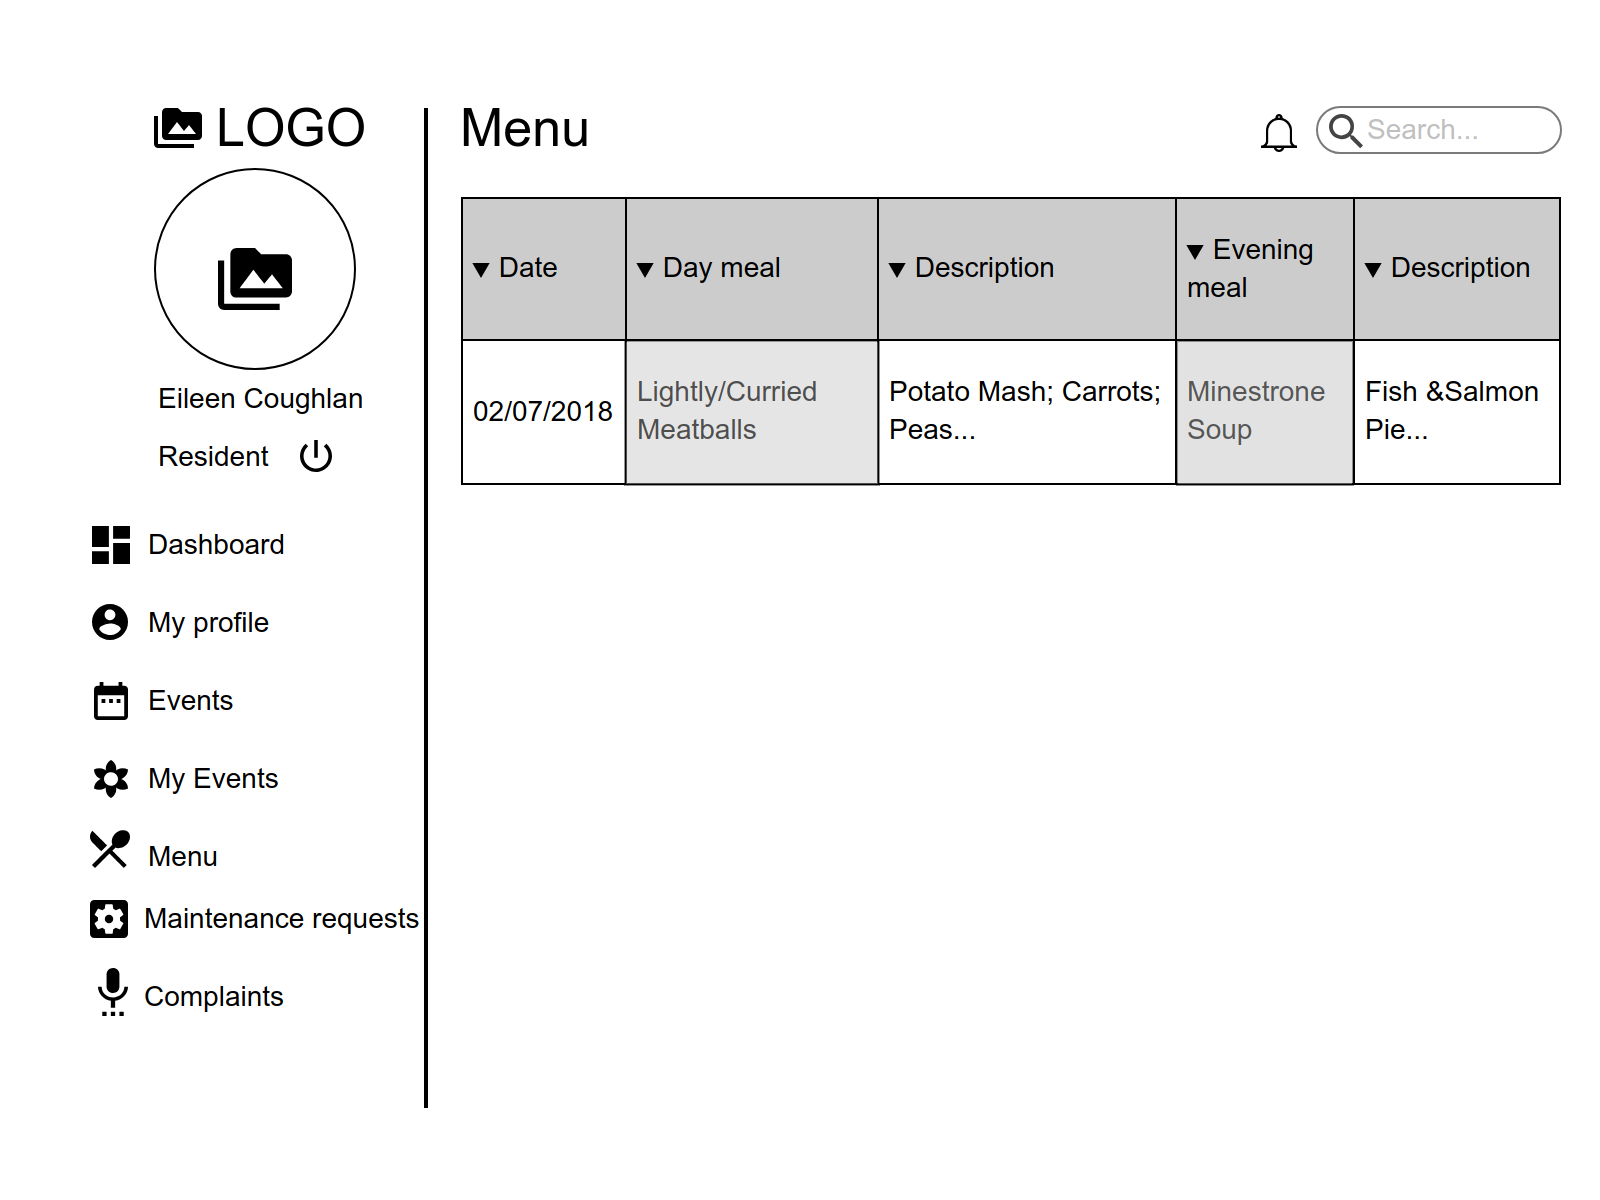 LOGO
Eileen Coughlan
Resident
Dashboard
My profile
Events
My Events
Menu
Maintenance requests
Complaints
Menu
Search...
▼ Date
▼ Day meal
▼ Description
▼ Evening
meal
▼ Description
02/07/2018
Lightly/Curried
Meatballs
Potato Mash; Carrots;
Peas...
Minestrone
Soup
Fish &Salmon
Pie...